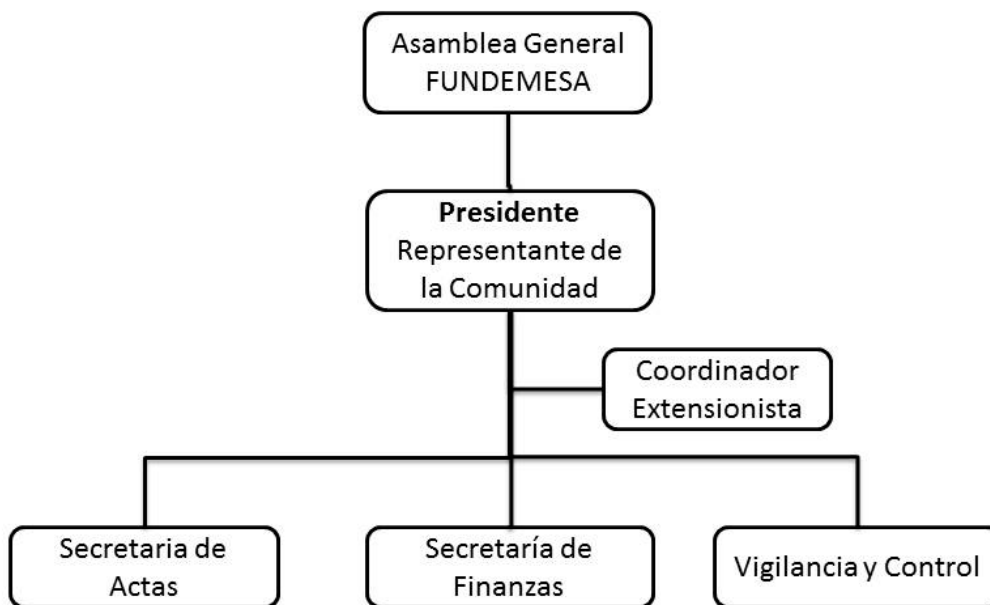 Asamblea General
FUNDEMESA
Presidente
Representante de
la Comunidad
Coordinador
Extensionista
Secretaria de
Actas
Secretaría de
Finanzas
Vigilancia y Control